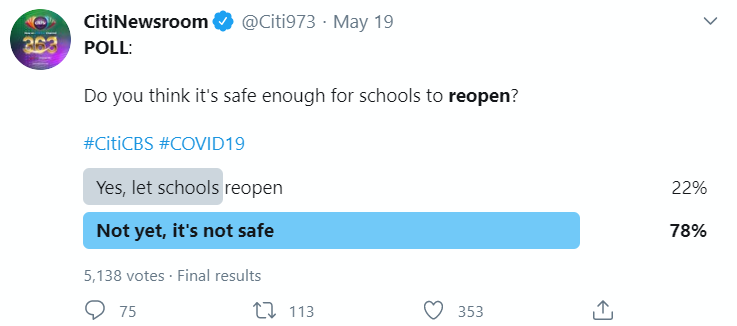 CitiNewsroom @Citi973 · May 19
POLL:
Do you think it's safe enough for schools to reopen?
#CitiCBS #COVID19
Yes, let schools reopen 22%
Not yet, it's not safe 78%
5,138 votes · Final results
75 113 353